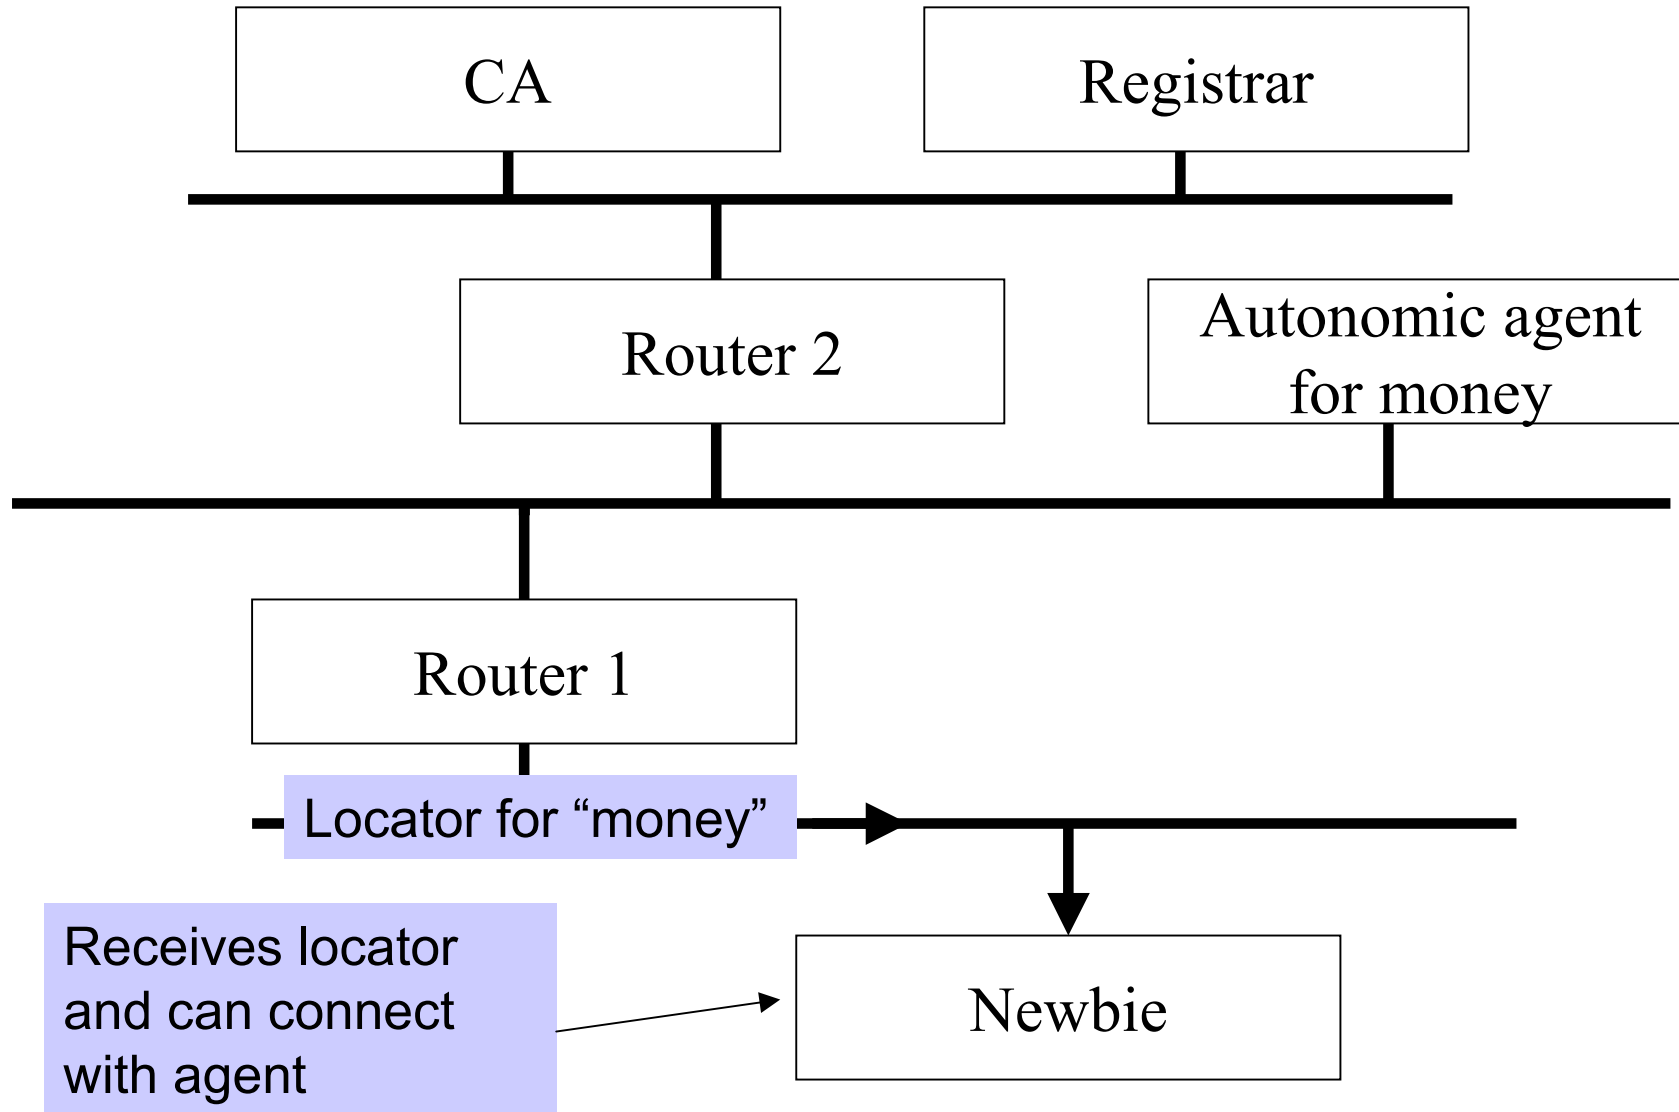 CA
Registrar
Router 2
Autonomic agent
for money
Router 1
Locator for “money”
Receives locator
and can connect
with agent
Newbie